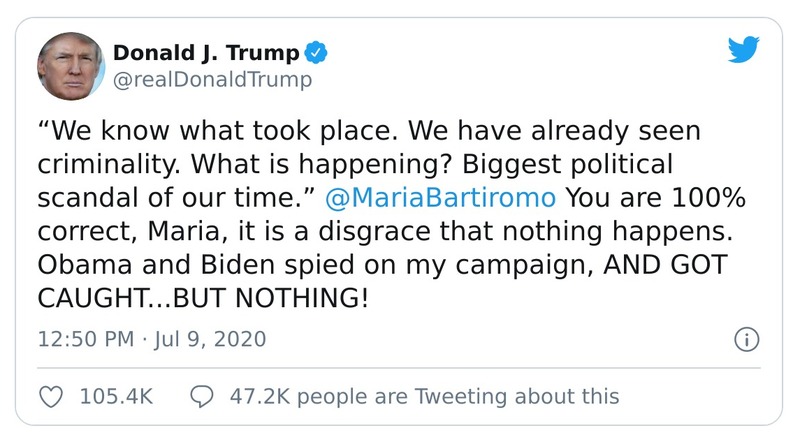 Donald J. Trump
@realDonaldTrump
“We know what took place. We have already seen
criminality. What is happening? Biggest political
scandal of our time.” @MariaBartiromo You are 100%
correct, Maria, it is a disgrace that nothing happens.
Obama and Biden spied on my campaign, AND GOT
CAUGHT...BUT NOTHING!
12:50 PM · Jul 9, 2020
105.4K 47.2K people are Tweeting about this